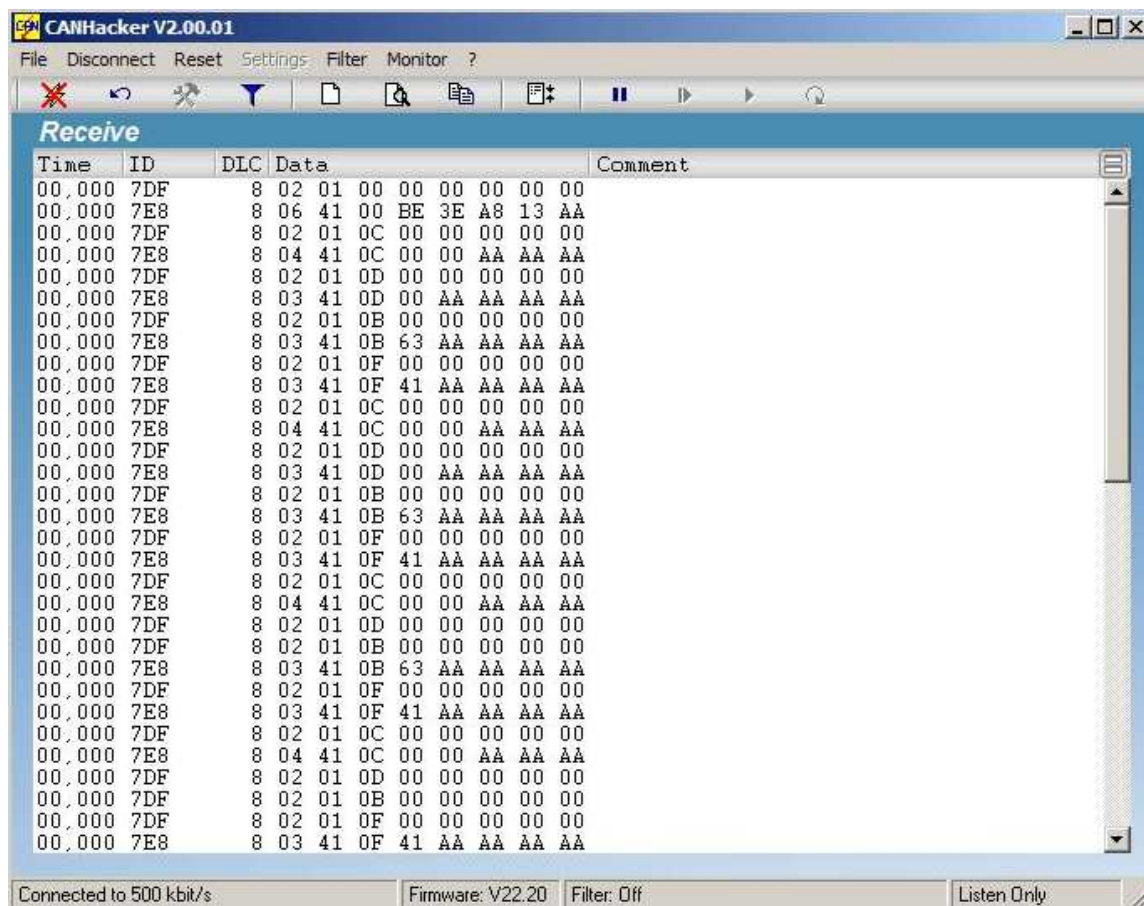 CANHacker V2.00.01
File Disconnect Reset Settings Filter Monitor ?
Receive
Time ID DLC Data Comment
00,000 7DF 8 02 01 00 00 00 00 00 00
00,000 7E8 8 06 41 00 BE 3E A8 13 AA
00,000 7DF 8 02 01 0C 00 00 00 00 00
00,000 7E8 8 04 41 0C 00 00 AA AA AA
00,000 7DF 8 02 01 0D 00 00 00 00 00
00,000 7E8 8 03 41 0D 00 AA AA AA AA
00,000 7DF 8 02 01 0B 00 00 00 00 00
00,000 7E8 8 03 41 0B 63 AA AA AA AA
00,000 7DF 8 02 01 0F 00 00 00 00 00
00,000 7E8 8 03 41 0F 41 AA AA AA AA
00,000 7DF 8 02 01 0C 00 00 00 00 00
00,000 7E8 8 04 41 0C 00 00 AA AA AA
00,000 7DF 8 02 01 0D 00 00 00 00 00
00,000 7E8 8 03 41 0D 00 AA AA AA AA
00,000 7DF 8 02 01 0B 00 00 00 00 00
00,000 7E8 8 03 41 0B 63 AA AA AA AA
00,000 7DF 8 02 01 0F 00 00 00 00 00
00,000 7E8 8 03 41 0F 41 AA AA AA AA
00,000 7DF 8 02 01 0C 00 00 00 00 00
00,000 7E8 8 04 41 0C 00 00 AA AA AA
00,000 7DF 8 02 01 0D 00 00 00 00 00
00,000 7DF 8 02 01 0B 00 00 00 00 00
00,000 7E8 8 03 41 0B 63 AA AA AA AA
00,000 7DF 8 02 01 0F 00 00 00 00 00
00,000 7E8 8 03 41 0F 41 AA AA AA AA
00,000 7DF 8 02 01 0C 00 00 00 00 00
00,000 7E8 8 04 41 0C 00 00 AA AA AA
00,000 7DF 8 02 01 0D 00 00 00 00 00
00,000 7DF 8 02 01 0B 00 00 00 00 00
00,000 7DF 8 02 01 0F 00 00 00 00 00
00,000 7E8 8 03 41 0F 41 AA AA AA AA
Connected to 500 kbit/s Firmware: V22.20 Filter: Off Listen Only